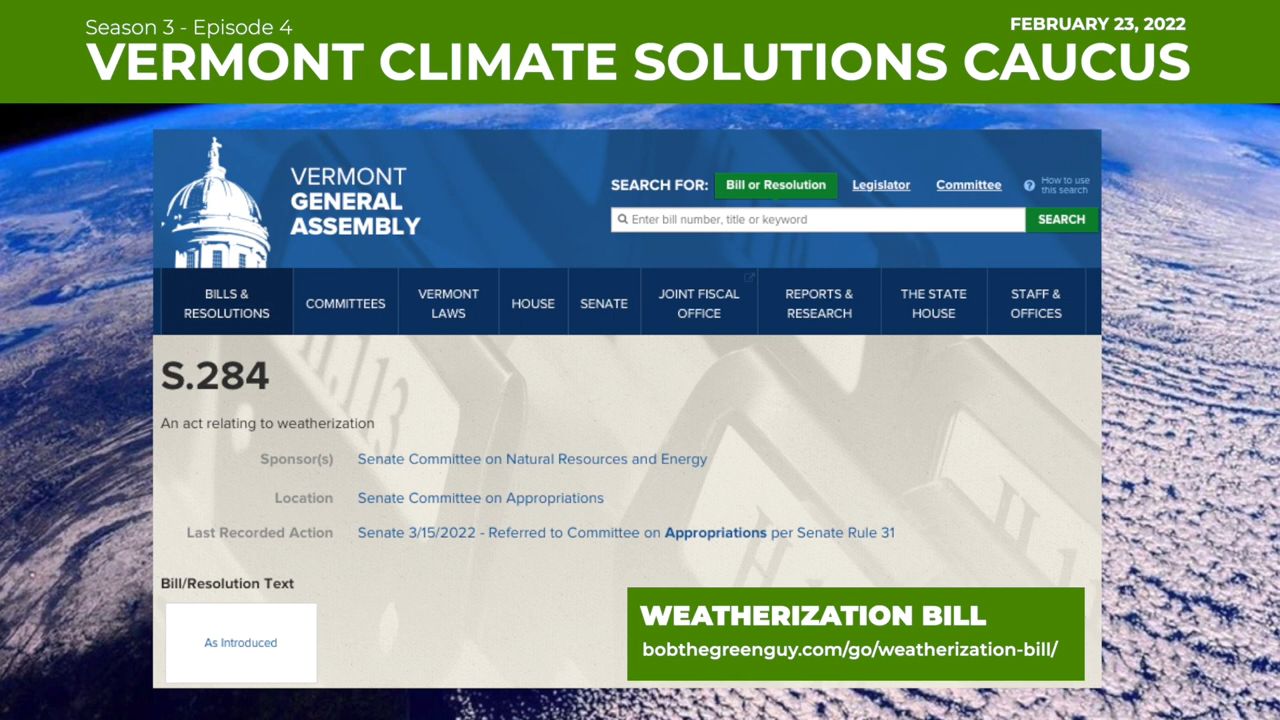 Season 3 - Episode 4
FEBRUARY 23, 2022
VERMONT CLIMATE SOLUTIONS CAUCUS
VERMONT
GENERAL
ASSEMBLY
SEARCH FOR: Bill or Resolution Legislator Committee How to use
this search
Enter bill number, title or keyword SEARCH
BILLS &
RESOLUTIONS
COMMITTEES
VERMONT
LAWS
HOUSE
SENATE
JOINT FISCAL
OFFICE
REPORTS &
RESEARCH
THE STATE
HOUSE
STAFF &
OFFICES
S.284
An act relating to weatherization
Sponsor(s) Senate Committee on Natural Resources and Energy
Location Senate Committee on Appropriations
Last Recorded Action Senate 3/15/2022 - Referred to Committee on Appropriations per Senate Rule 31
Bill/Resolution Text
As Introduced
WEATHERIZATION BILL
bobthegreenguy.com/go/weatherization-bill/